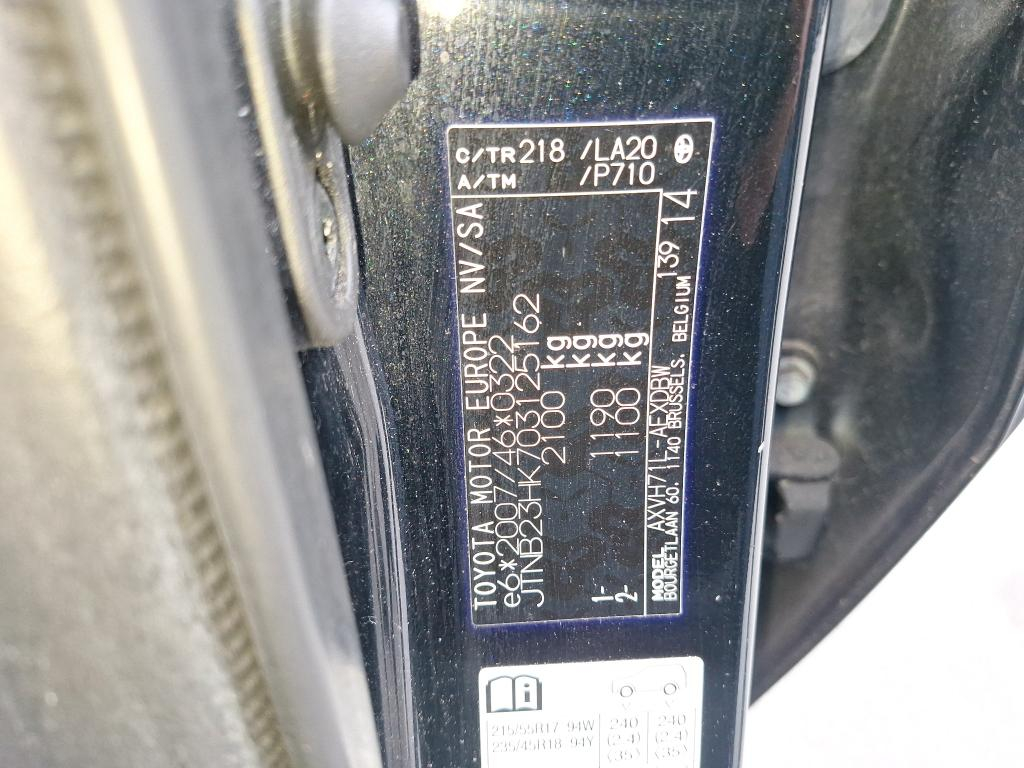 C/TR 218 /LA20
A/TM /P710
TOYOTA MOTOR EUROPE NV/SA
e6*2007/46*0322
JTNB23HK703125162
2100 kg
1- 1190 kg
2- 1100 kg
MODEL AXVH71L-AEXDBW
BOURGETLAAN 60. 1140 BRUSSELS. BELGIUM 139 14
215/55R17 94W 240 (2.4) (35) 240 (2.4) (35)
235/45R18 94Y